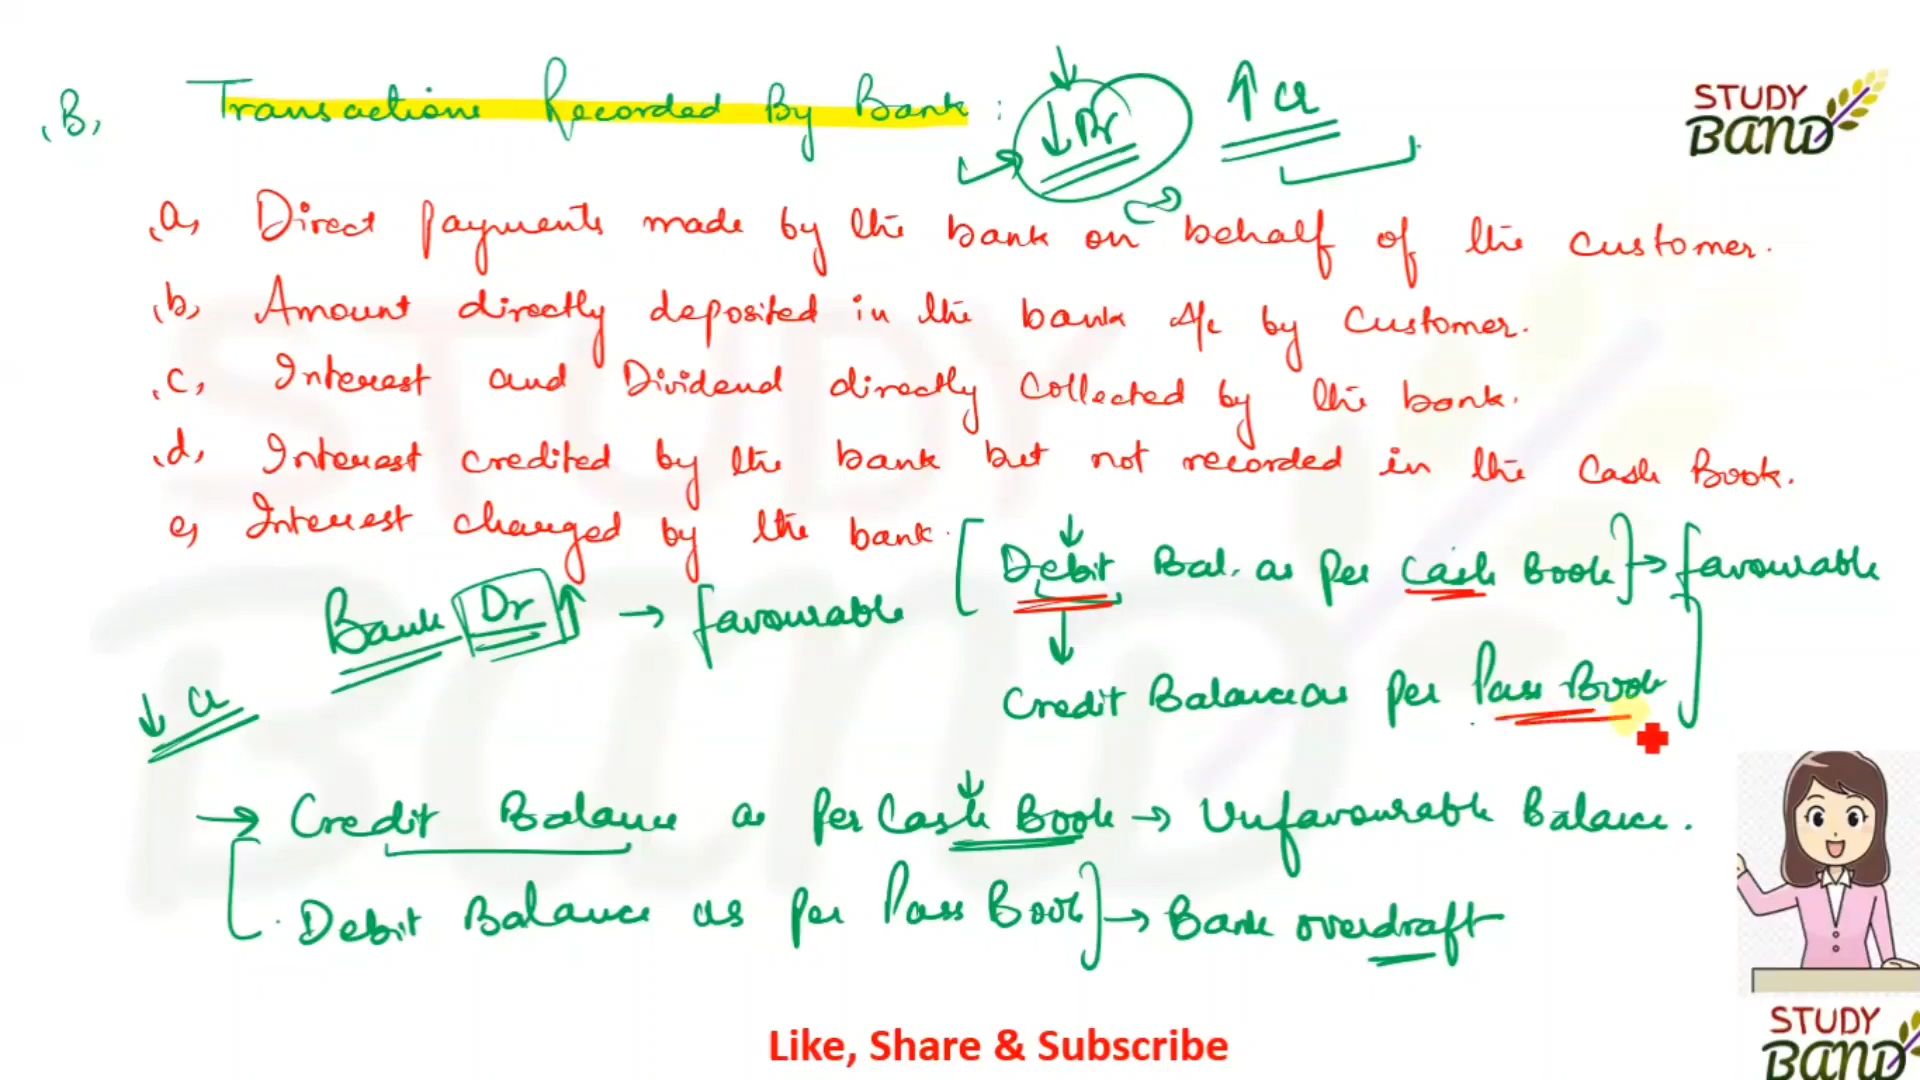 (B) Transactions Recorded By Bank : ↓ Dr ↑ Cr
STUDY
BAND
(a) Direct payments made by the bank on behalf of the customer.
(b) Amount directly deposited in the bank A/c by customer.
(c) Interest and Dividend directly collected by the bank.
(d) Interest credited by the bank but not recorded in the Cash Book.
e) Interest charged by the bank.
[Debit Bal. as per Cash Book] → favourable
Bank Dr ↑ → favourable
Credit Balance as per Pass Book
↓ Cr
→ Credit Balance as per Cash Book → Unfavourable Balance.
Debit Balance as per Pass Book] → Bank overdraft
Like, Share & Subscribe
STUDY
BAND